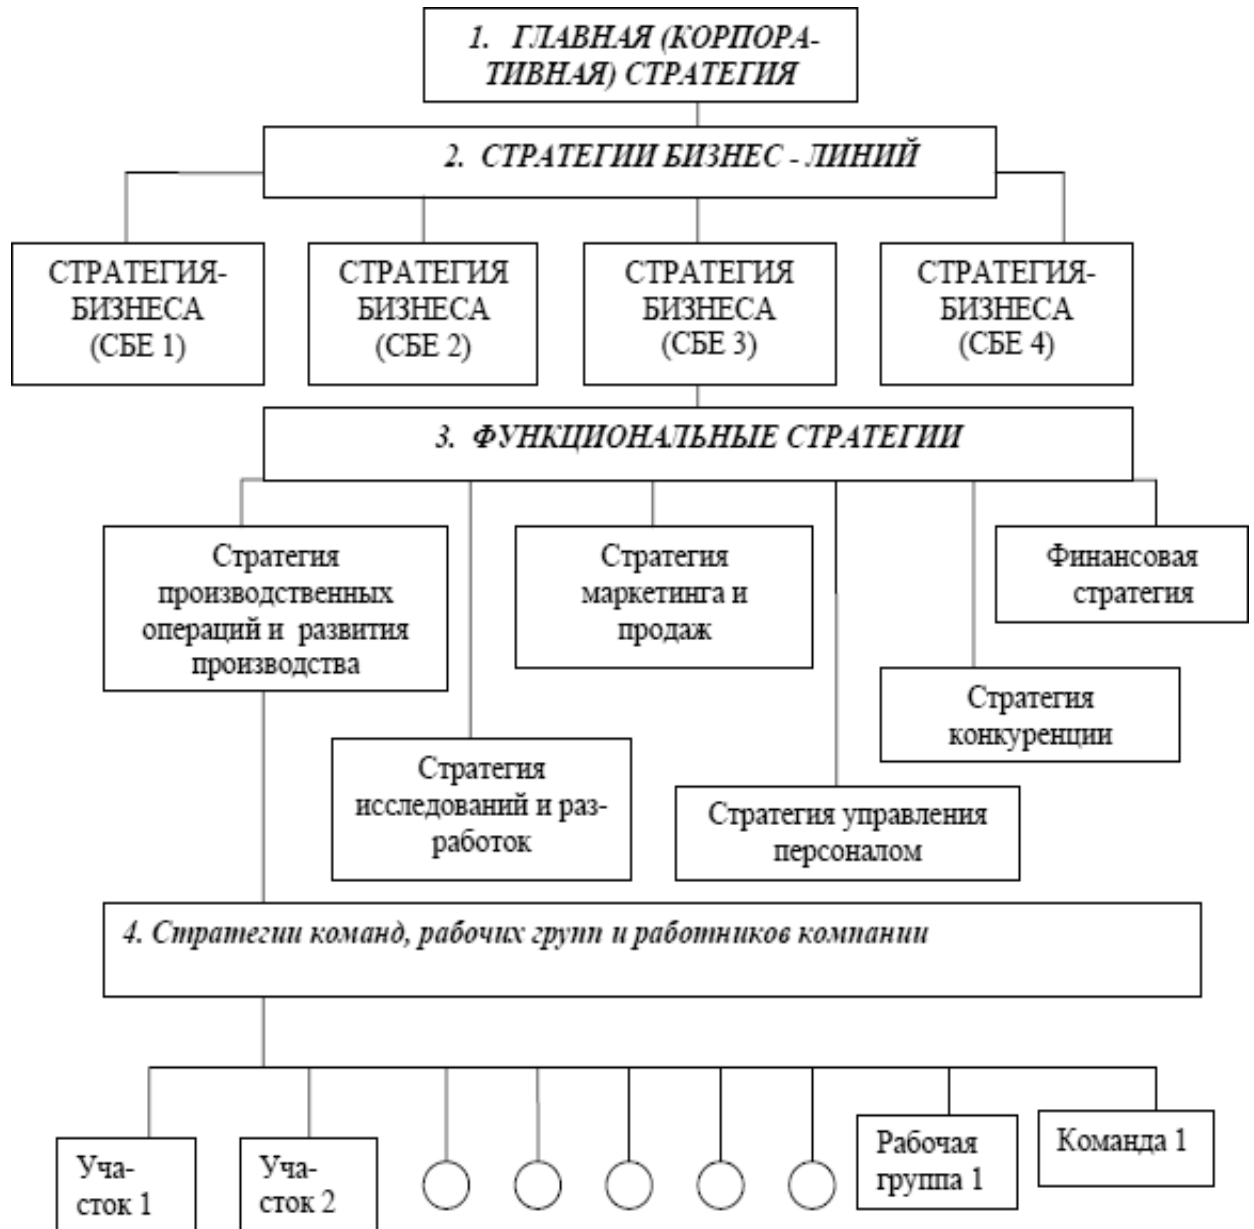 1. ГЛАВНАЯ (КОРПОРА-
ТИВНАЯ) СТРАТЕГИЯ
2. СТРАТЕГИИ БИЗНЕС - ЛИНИЙ
СТРАТЕГИЯ-
БИЗНЕСА
(СБЕ 1)
СТРАТЕГИЯ
БИЗНЕСА
(СБЕ 2)
СТРАТЕГИЯ
БИЗНЕСА
(СБЕ 3)
СТРАТЕГИЯ-
БИЗНЕСА
(СБЕ 4)
3. ФУНКЦИОНАЛЬНЫЕ СТРАТЕГИИ
Стратегия
производственных
операций и развития
производства
Стратегия
маркетинга и
продаж
Финансовая
стратегия
Стратегия
конкуренции
Стратегия
исследований и раз-
работок
Стратегия управления
персоналом
4. Стратегии команд, рабочих групп и работников компании
Уча-
сток 1
Уча-
сток 2
Рабочая
группа 1
Команда 1